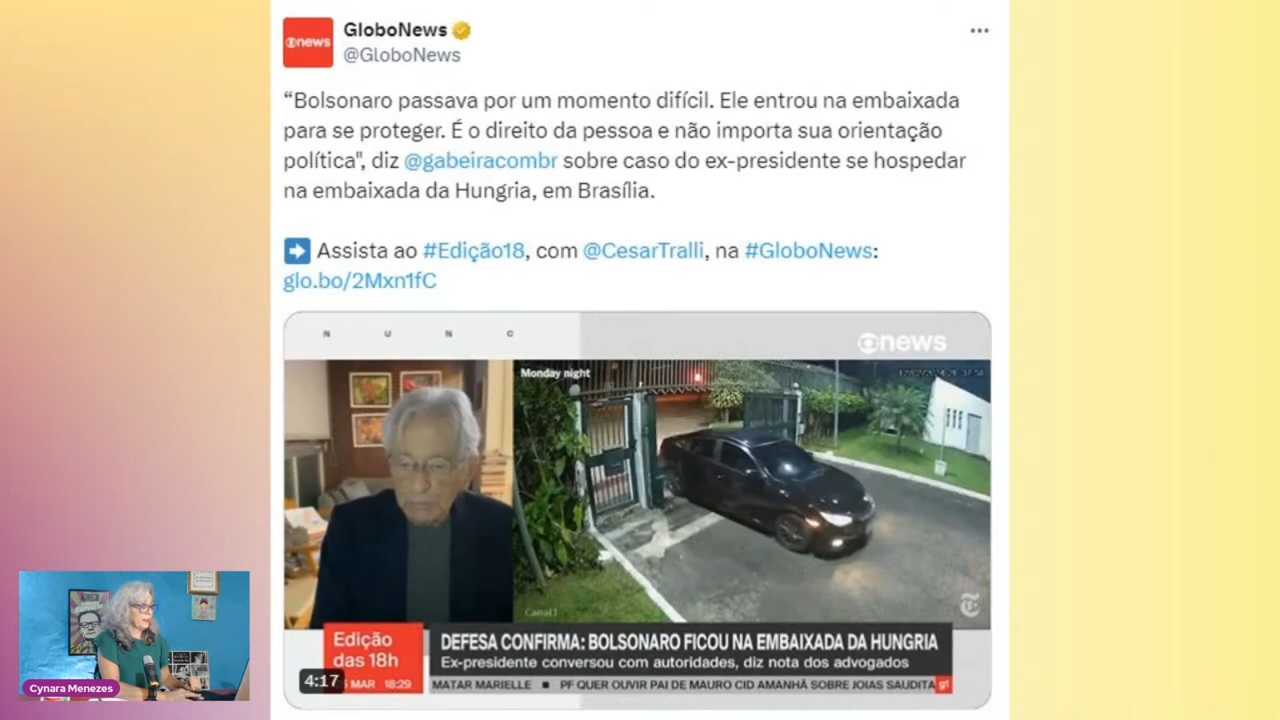 news
GloboNews
@GloboNews
“Bolsonaro passava por um momento difícil. Ele entrou na embaixada
para se proteger. É o direito da pessoa e não importa sua orientação
política", diz @gabeiracombr sobre caso do ex-presidente se hospedar
na embaixada da Hungria, em Brasília.
Assista ao #Edição18, com @CesarTralli, na #GloboNews:
glo.bo/2Mxn1fC
N U N C
news
Monday night
Canal1
Edição
das 18h
4:17
MAR 18:29
DEFESA CONFIRMA: BOLSONARO FICOU NA EMBAIXADA DA HUNGRIA
Ex-presidente conversou com autoridades, diz nota dos advogados
MATAR MARIELLE ■ PF QUER OUVIR PAI DE MAURO CID AMANHÃ SOBRE JOIAS SAUDITA
g1
Cynara Menezes